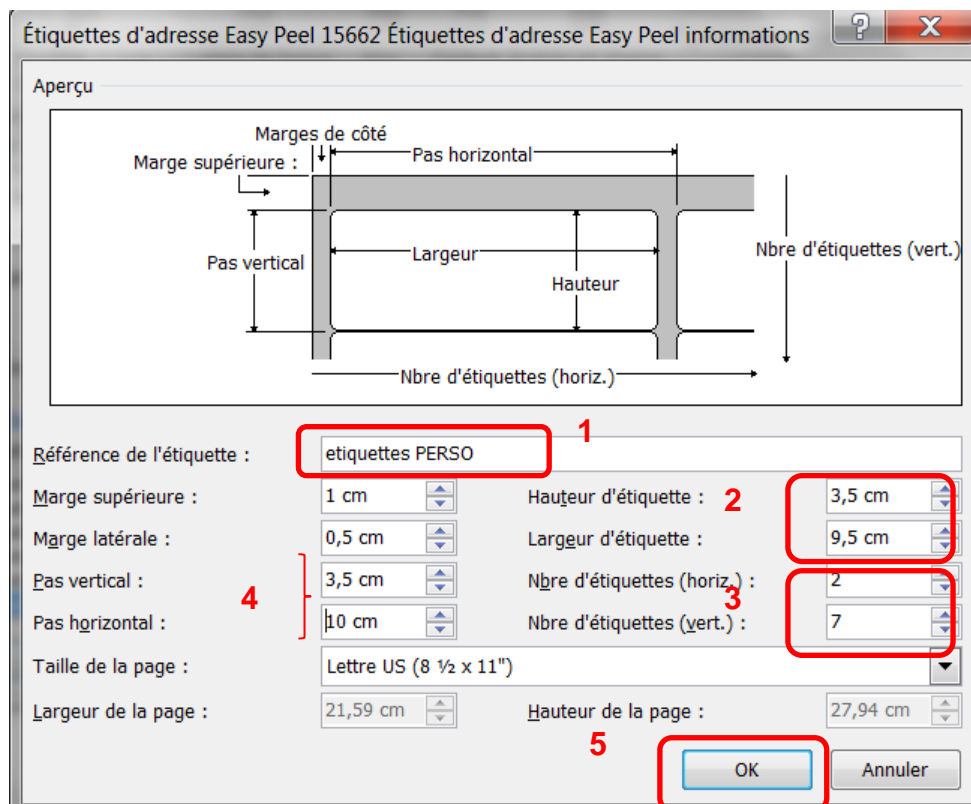 Étiquettes d'adresse Easy Peel 15662 Étiquettes d'adresse Easy Peel informations
Aperçu
Marges de côté
Marge supérieure :
Pas horizontal
Pas vertical
Largeur
Nbre d'étiquettes (vert.)
Hauteur
Nbre d'étiquettes (horiz.)
1
Référence de l'étiquette : etiquettes PERSO
Marge supérieure : 1 cm Hauteur d'étiquette : 2 3,5 cm
Marge latérale : 0,5 cm Largeur d'étiquette : 9,5 cm
Pas vertical : 3,5 cm Nbre d'étiquettes (horiz.) : 2
4 3
Pas horizontal : 10 cm Nbre d'étiquettes (vert.) : 7
Taille de la page : Lettre US (8 ½ x 11")
Largeur de la page : 21,59 cm Hauteur de la page : 27,94 cm
5
OK Annuler